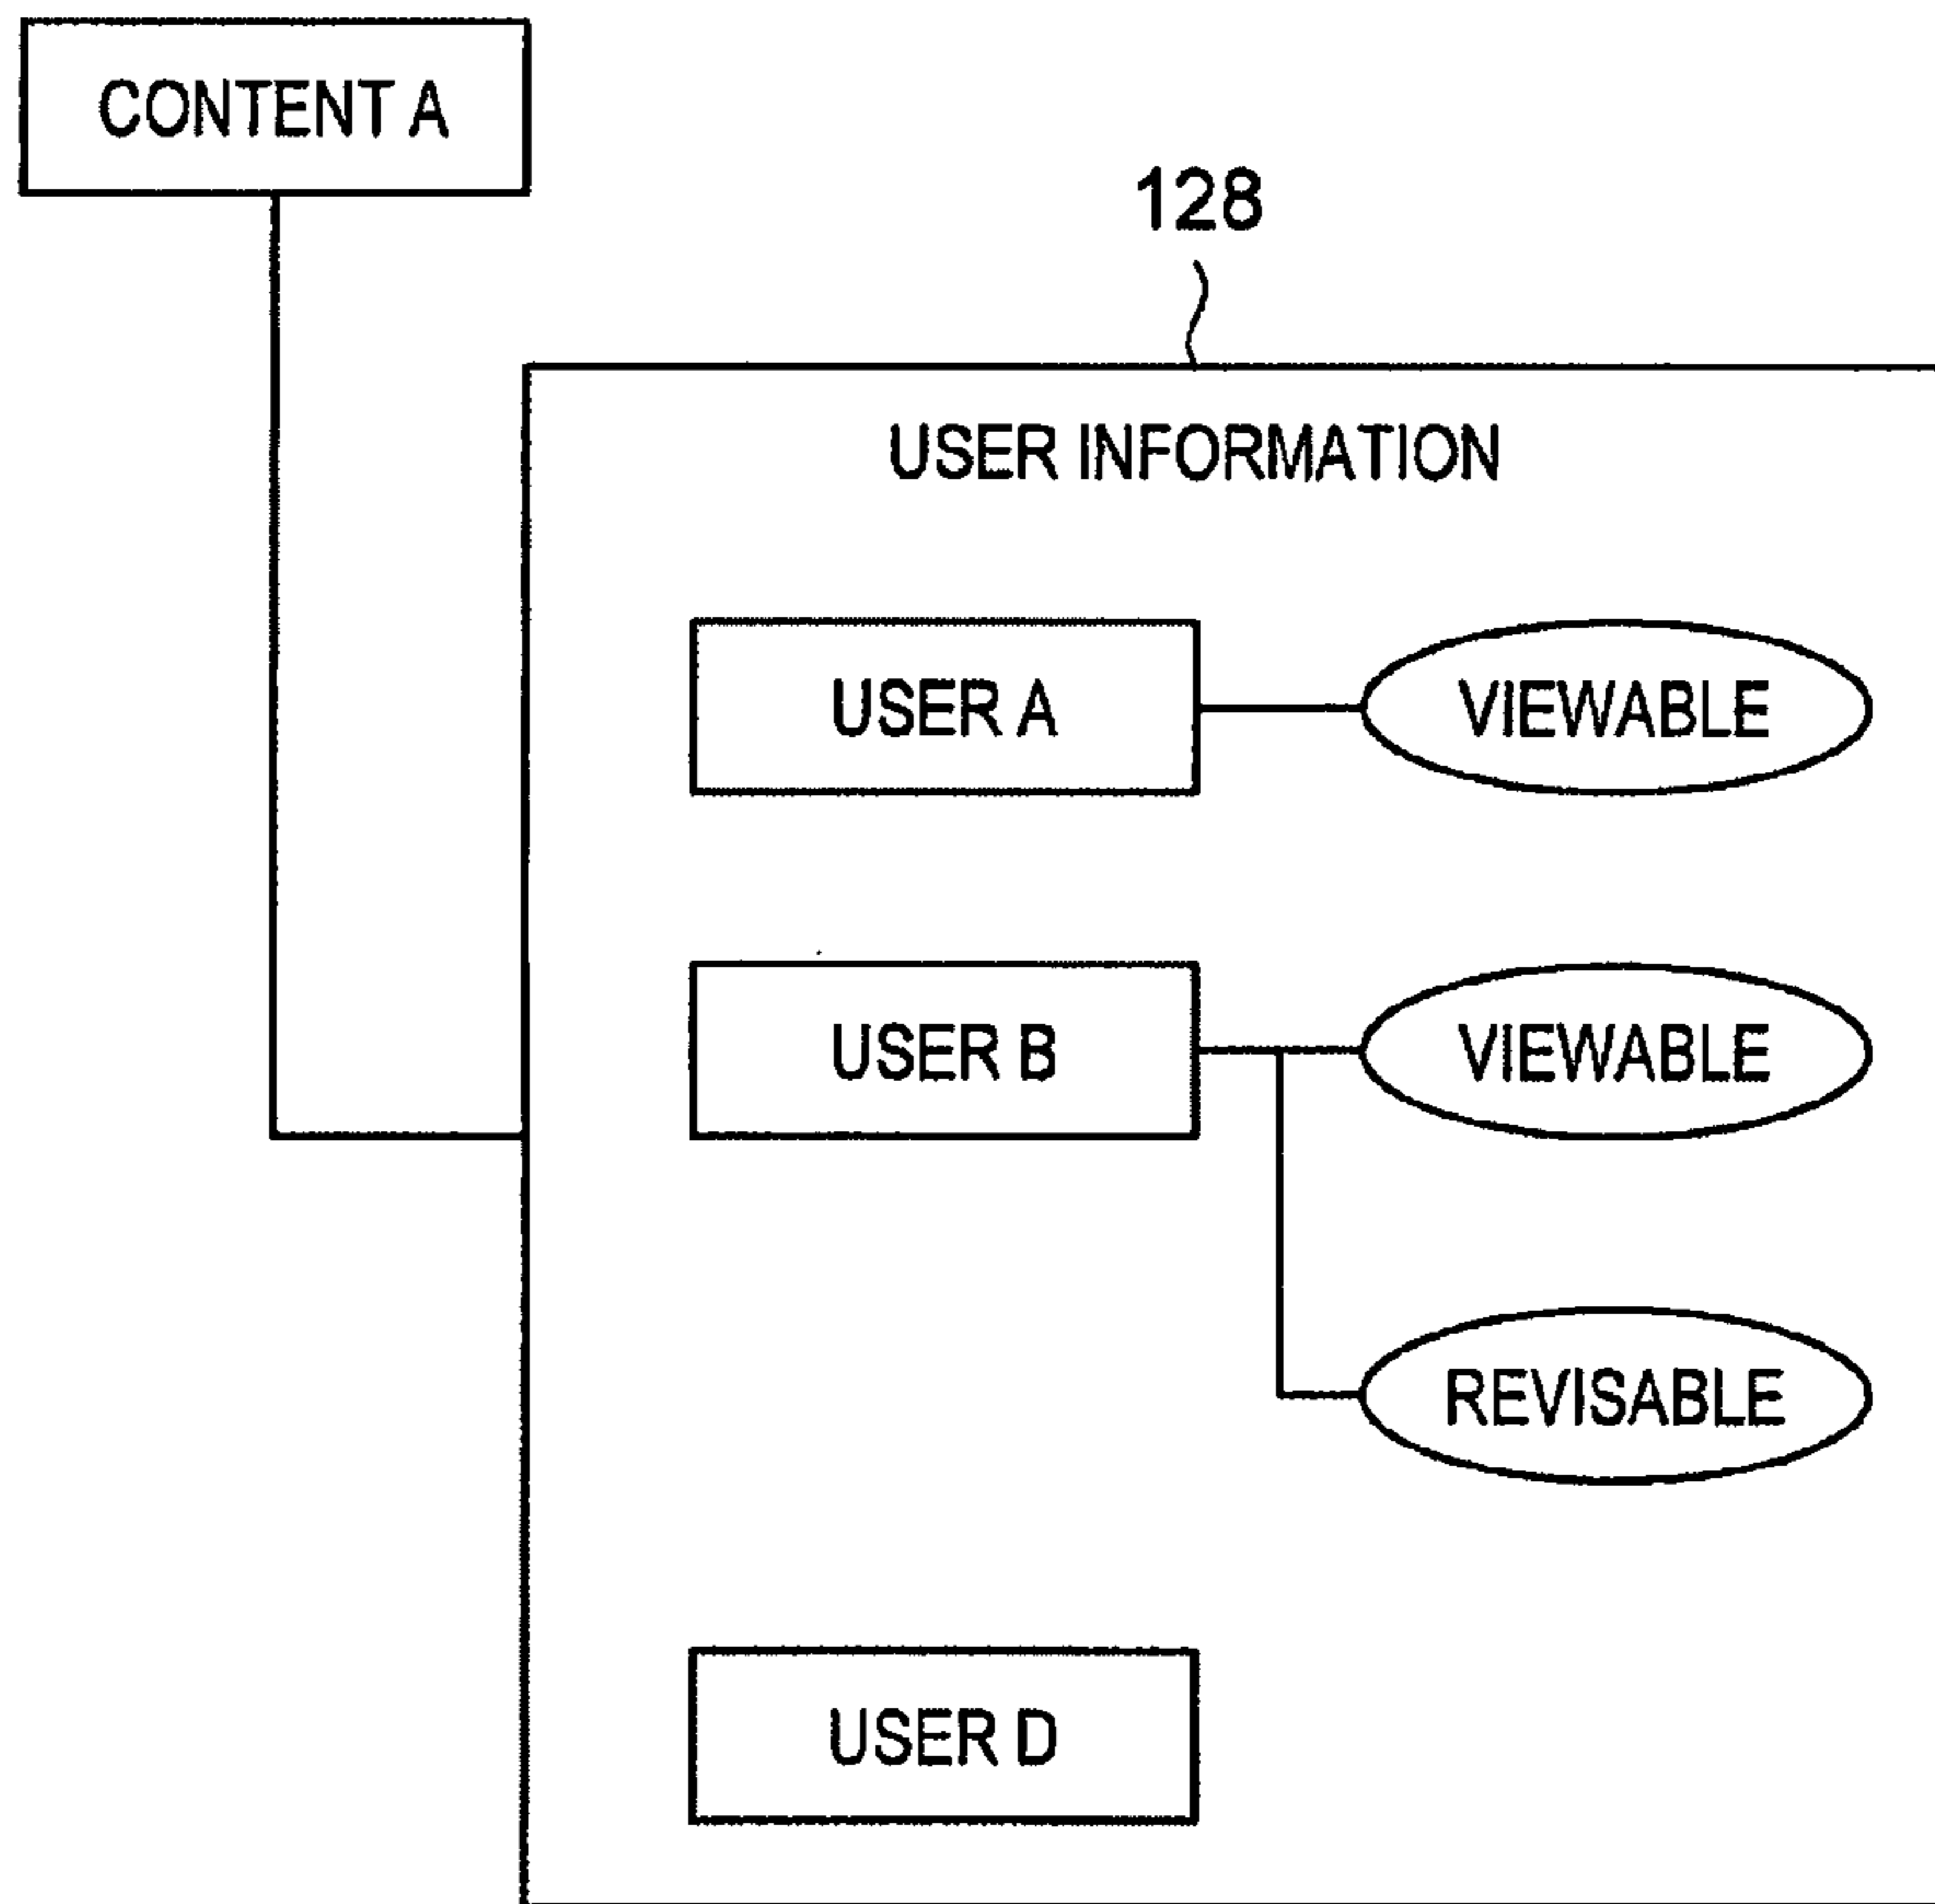 CONTENT A
128
USER INFORMATION
USER A
VIEWABLE
USER B
VIEWABLE
REVISABLE
USER D